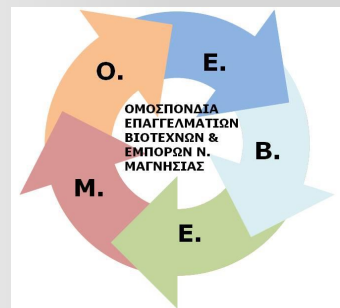 Ο.
Ε.
Β.
Ε.
Μ.
ΟΜΟΣΠΟΝΔΙΑ
ΕΠΑΓΓΕΛΜΑΤΙΩΝ
ΒΙΟΤΕΧΝΩΝ &
ΕΜΠΟΡΩΝ Ν.
ΜΑΓΝΗΣΙΑΣ